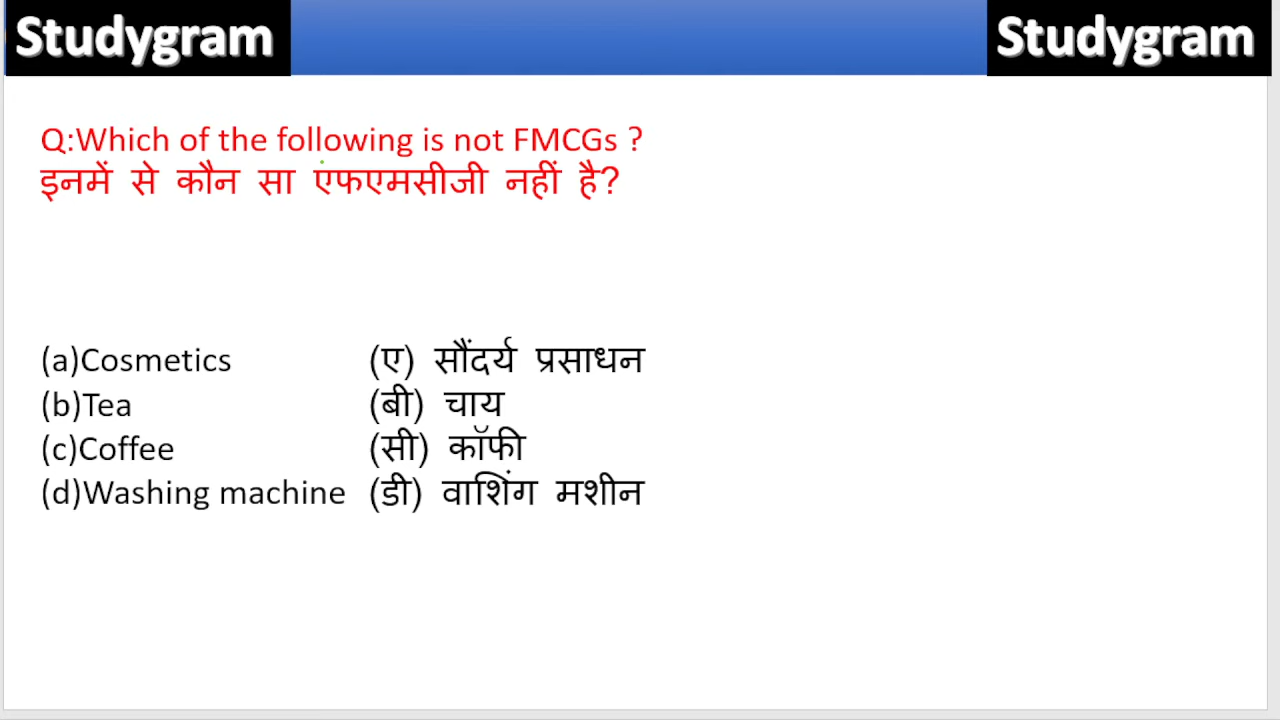 Studygram Studygram
Q:Which of the following is not FMCGs ?
इनमें से कौन सा एंफएमसीजी नहीं है?
(a)Cosmetics (ए) सौंदर्य प्रसाधन
(b)Tea (बी) चाय
(c)Coffee (सी) कॉफी
(d)Washing machine (डी) वाशिंग मशीन